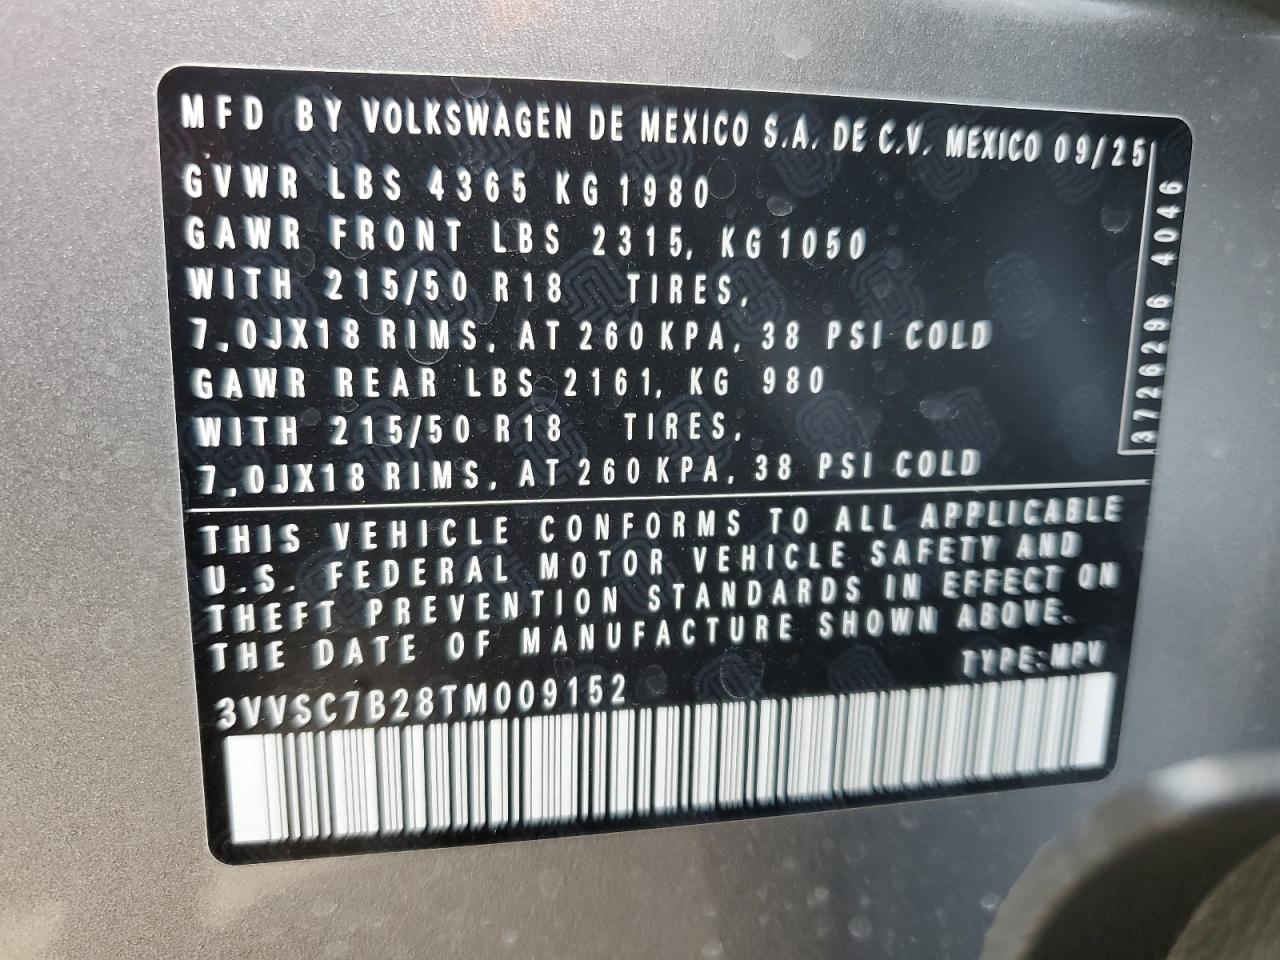 MFD BY VOLKSWAGEN DE MEXICO S.A. DE C.V. MEXICO 09/25
GVWR LBS 4365 KG 1980
GAWR FRONT LBS 2315, KG 1050
WITH 215/50 R18 TIRES,
7.0JX18 RIMS, AT 260 KPA, 38 PSI COLD
GAWR REAR LBS 2161, KG 980
WITH 215/50 R18 TIRES,
7.0JX18 RIMS, AT 260 KPA, 38 PSI COLD
3726296 4046
THIS VEHICLE CONFORMS TO ALL APPLICABLE
U.S. FEDERAL MOTOR VEHICLE SAFETY AND
THEFT PREVENTION STANDARDS IN EFFECT ON
THE DATE OF MANUFACTURE SHOWN ABOVE.
TYPE:MPV
3VVSC7B28TM009152